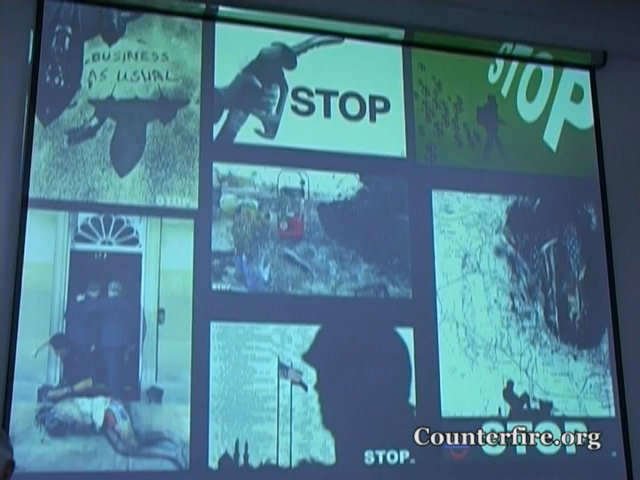 BUSINESS
AS USUAL
STOP
STOP
STOP
Counterfire.org
STOP